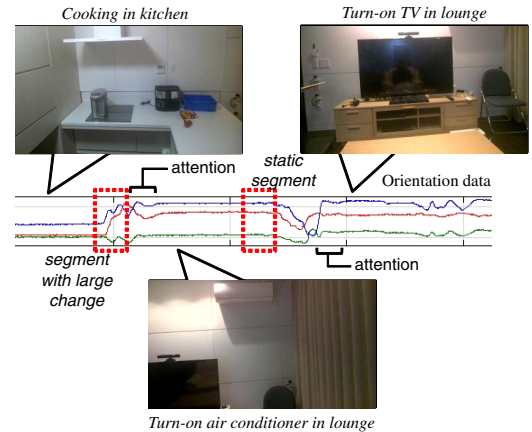 Cooking in kitchen
Turn-on TV in lounge
attention
static
segment
Orientation data
segment
with large
change
attention
Turn-on air conditioner in lounge